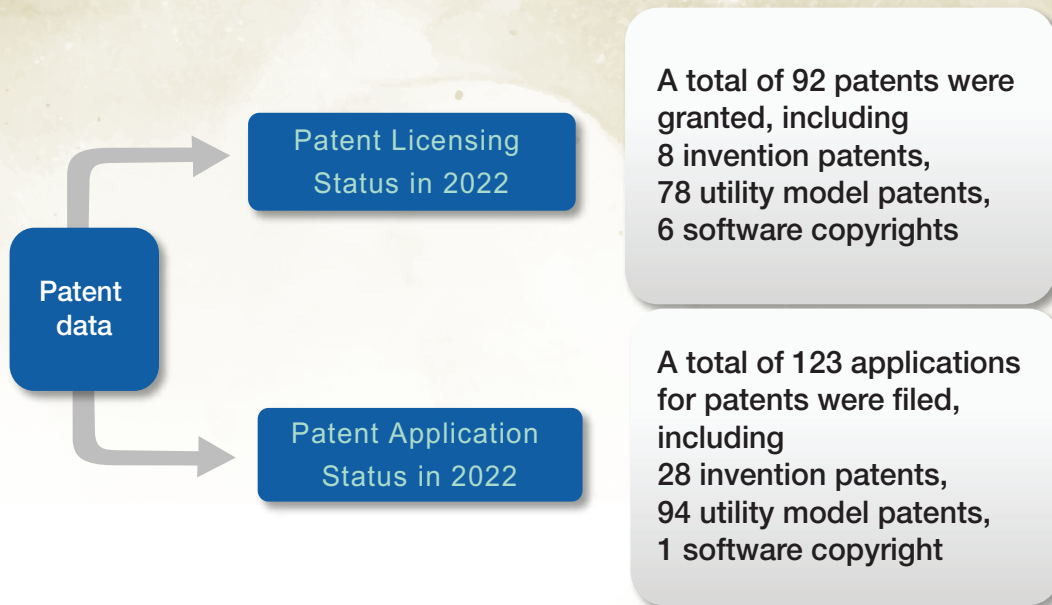 Patent
data
Patent Licensing
Status in 2022
A total of 92 patents were
granted, including
8 invention patents,
78 utility model patents,
6 software copyrights
Patent Application
Status in 2022
A total of 123 applications
for patents were filed,
including
28 invention patents,
94 utility model patents,
1 software copyright